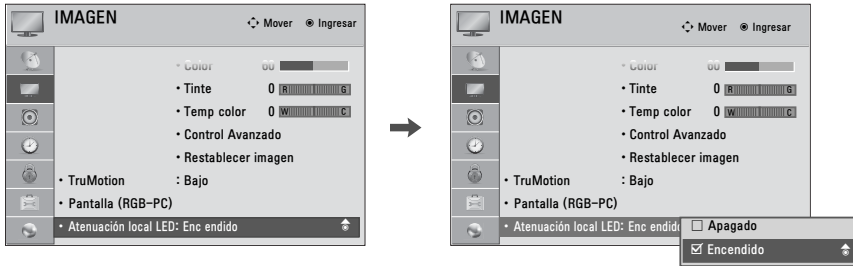 IMAGEN
Mover Ingresar
• Color 60
• Tinte 0 R G
• Temp color 0 W C
• Control Avanzado
• Restablecer imagen
• TruMotion : Bajo
• Pantalla (RGB-PC)
• Atenuación local LED: Enc endido
IMAGEN
Mover Ingresar
• Color 60
• Tinte 0 R G
• Temp color 0 W C
• Control Avanzado
• Restablecer imagen
• TruMotion : Bajo
• Pantalla (RGB-PC)
• Atenuación local LED: Enc endido
Apagado
Encendido